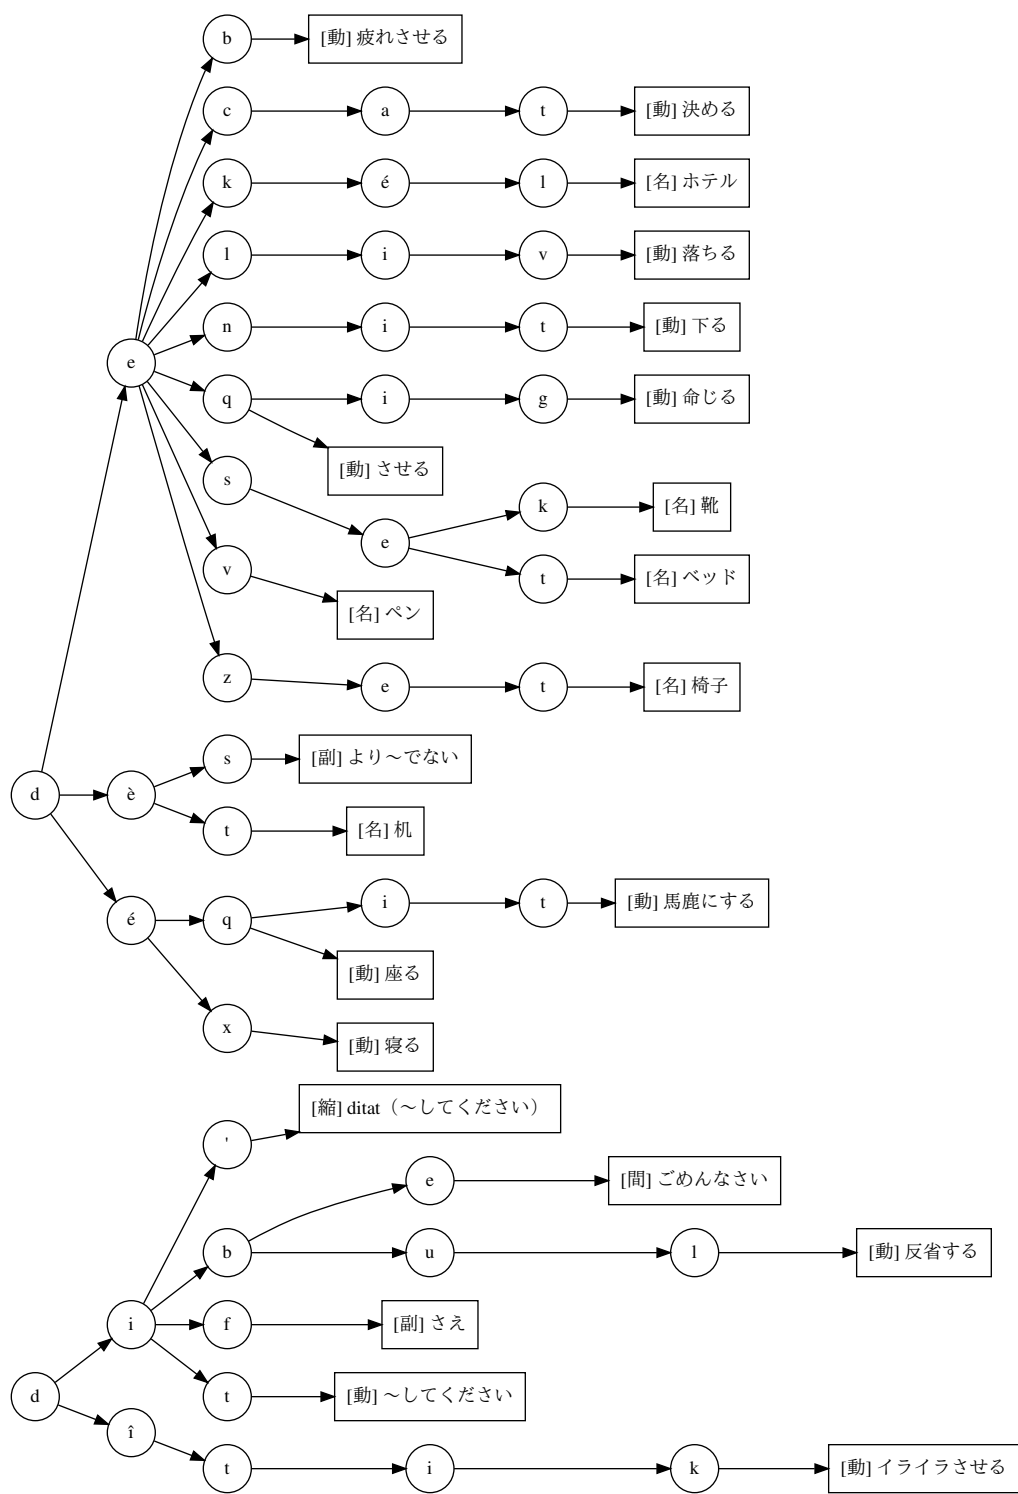 b [動] 疲れさせる
c a t [動] 決める
k é l [名] ホテル
l i v [動] 落ちる
n i t [動] 下る
e
q i g [動] 命じる
[動] させる
s
k [名] 靴
e
v
t [名] ベッド
[名] ペン
z e t [名] 椅子
s [副] より～でない
d è
t [名] 机
é q i t [動] 馬鹿にする
[動] 座る
x [動] 寝る
[縮] ditat（～してください）
'
e [間] ごめんなさい
b u l [動] 反省する
i f [副] さえ
d t [動] ～してください
î
t i k [動] イライラさせる